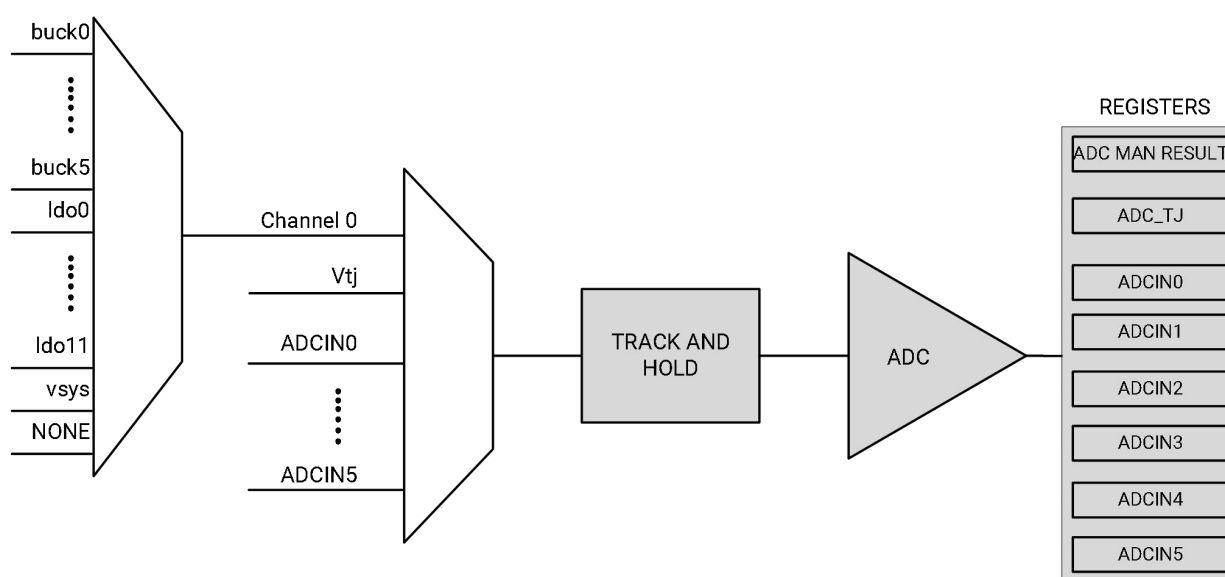 buck0
buck5
ldo0
ldo11
vsys
NONE
Channel 0
Vtj
ADCIN0
ADCIN5
TRACK AND
HOLD
ADC
REGISTERS
ADC MAN RESULT
ADC_TJ
ADCIN0
ADCIN1
ADCIN2
ADCIN3
ADCIN4
ADCIN5